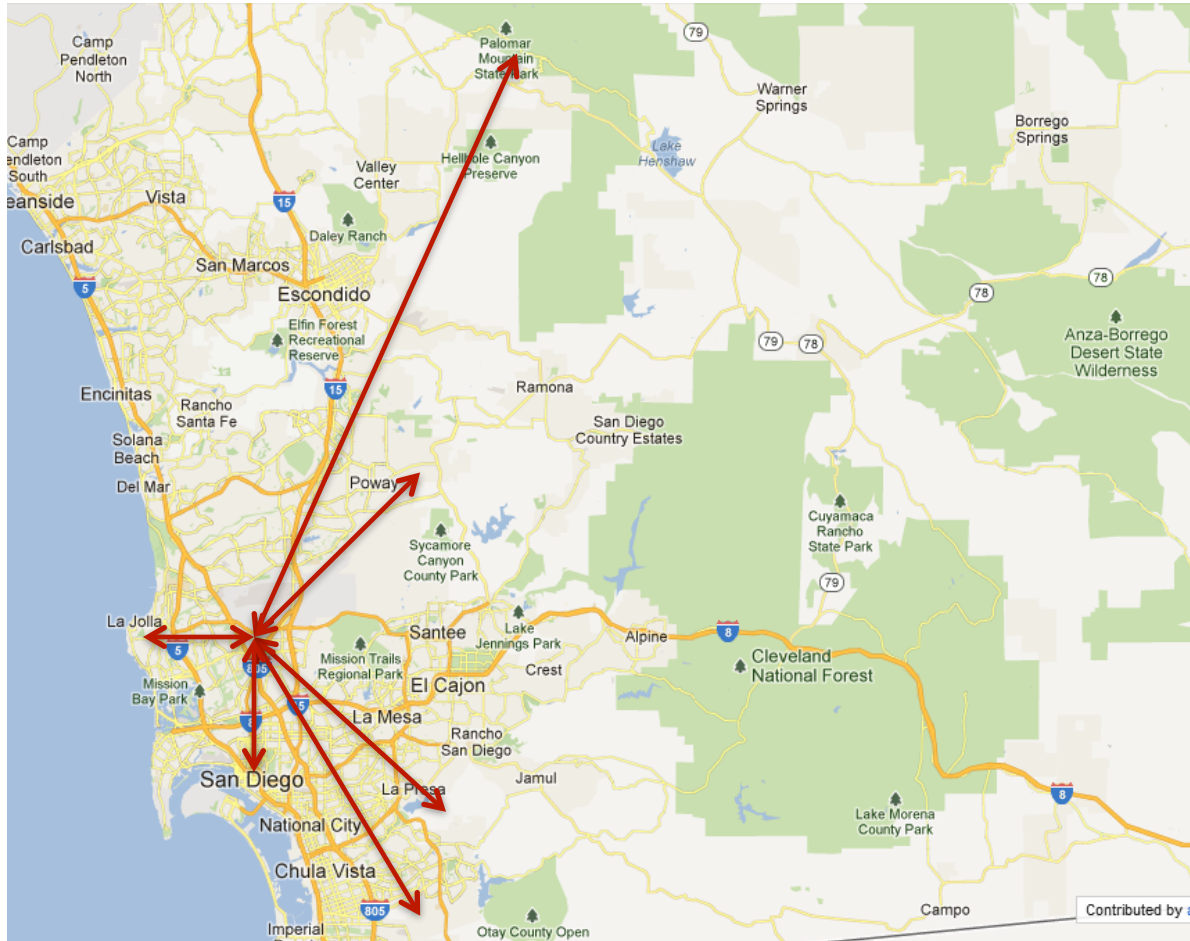 Camp
Pendleton
North
Palomar
Mountain
State Park
79
Warner
Springs
Borrego
Springs
Camp
endleton
South
Lake
Henshaw
Hellhole Canyon
Preserve
Valley
Center
eanside
Vista
15
Daley Ranch
Carlsbad
San Marcos
5
Escondido
78
78
Elfin Forest
Recreational
Reserve
Anza-Borrego
Desert State
Wilderness
79
78
15
Encinitas
Ramona
Rancho
Santa Fe
San Diego
Country Estates
Solana
Beach
Del Mar
Poway
Cuyamaca
Rancho
State Park
Sycamore
Canyon
County Park
79
La Jolla
Santee
Lake
Jennings Park
Alpine
8
5
Mission Trails
Regional Park
805
Crest
Cleveland
National Forest
Mission
Bay Park
El Cajon
15
8
La Mesa
Rancho
San Diego
San Diego
La Presa
Jamul
8
Lake Morena
County Park
National City
Chula Vista
805
Campo
Contributed by
Imperial
Otay County Open